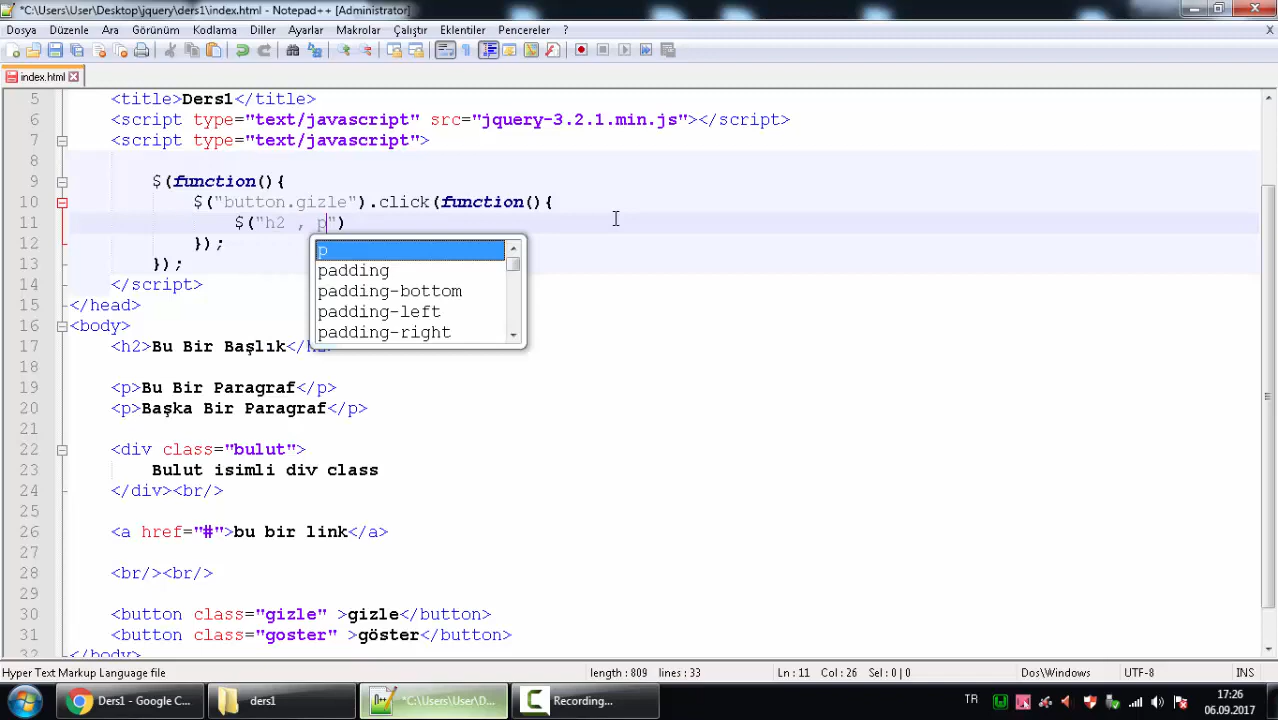 *C:\Users\User\Desktop\jquery\ders1\index.html - Notepad++ [Administrator]
Dosya Düzenle Ara Görünüm Kodlama Diller Ayarlar Makrolar Çalıştır Eklentiler Pencereler ? X
index.html
5 <title>Ders1</title>
6 <script type="text/javascript" src="jquery-3.2.1.min.js"></script>
7 <script type="text/javascript">
8
9 $(function(){
10 $("button.gizle").click(function(){
11 $("h2 , p")
12 });
13 });
14 </script>
15 </head>
16 <body>
17 <h2>Bu Bir Başlık</
18
19 <p>Bu Bir Paragraf</p>
20 <p>Başka Bir Paragraf</p>
21
22 <div class="bulut">
23 Bulut isimli div class
24 </div><br/>
25
26 <a href="#">bu bir link</a>
27
28 <br/><br/>
29
30 <button class="gizle" >gizle</button>
31 <button class="goster" >göster</button>
32 </body>
p
padding
padding-bottom
padding-left
padding-right
Hyper Text Markup Language file length : 809 lines : 33 Ln : 11 Col : 26 Sel : 0 | 0 Dos\Windows UTF-8 INS
Ders1 - Google C... ders1 *C:\Users\User\D... Recording... TR 17:26
06.09.2017